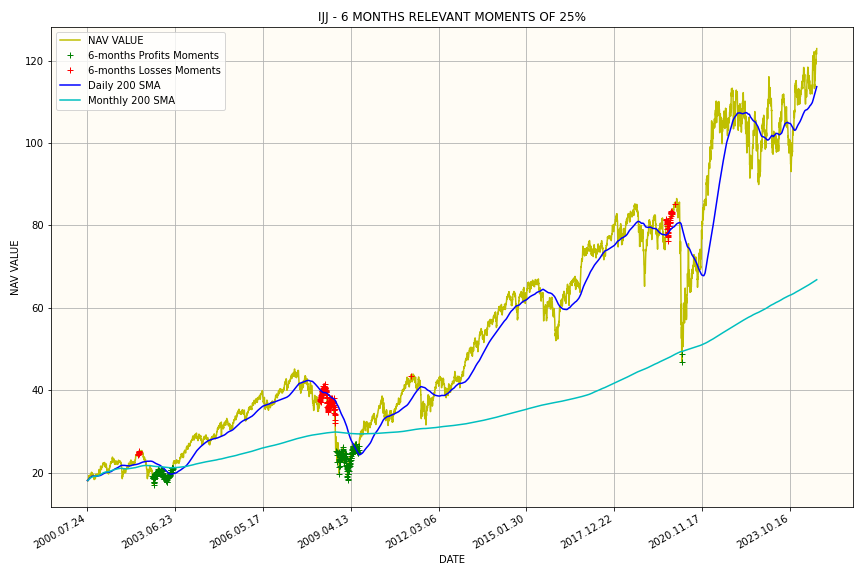 IJJ - 6 MONTHS RELEVANT MOMENTS OF 25%
NAV VALUE
6-months Profits Moments
6-months Losses Moments
Daily 200 SMA
Monthly 200 SMA
NAV VALUE
120
100
80
60
40
20
2000.07.24
2003.06.23
2006.05.17
2009.04.13
2012.03.06
2015.01.30
2017.12.22
2020.11.17
2023.10.16
DATE